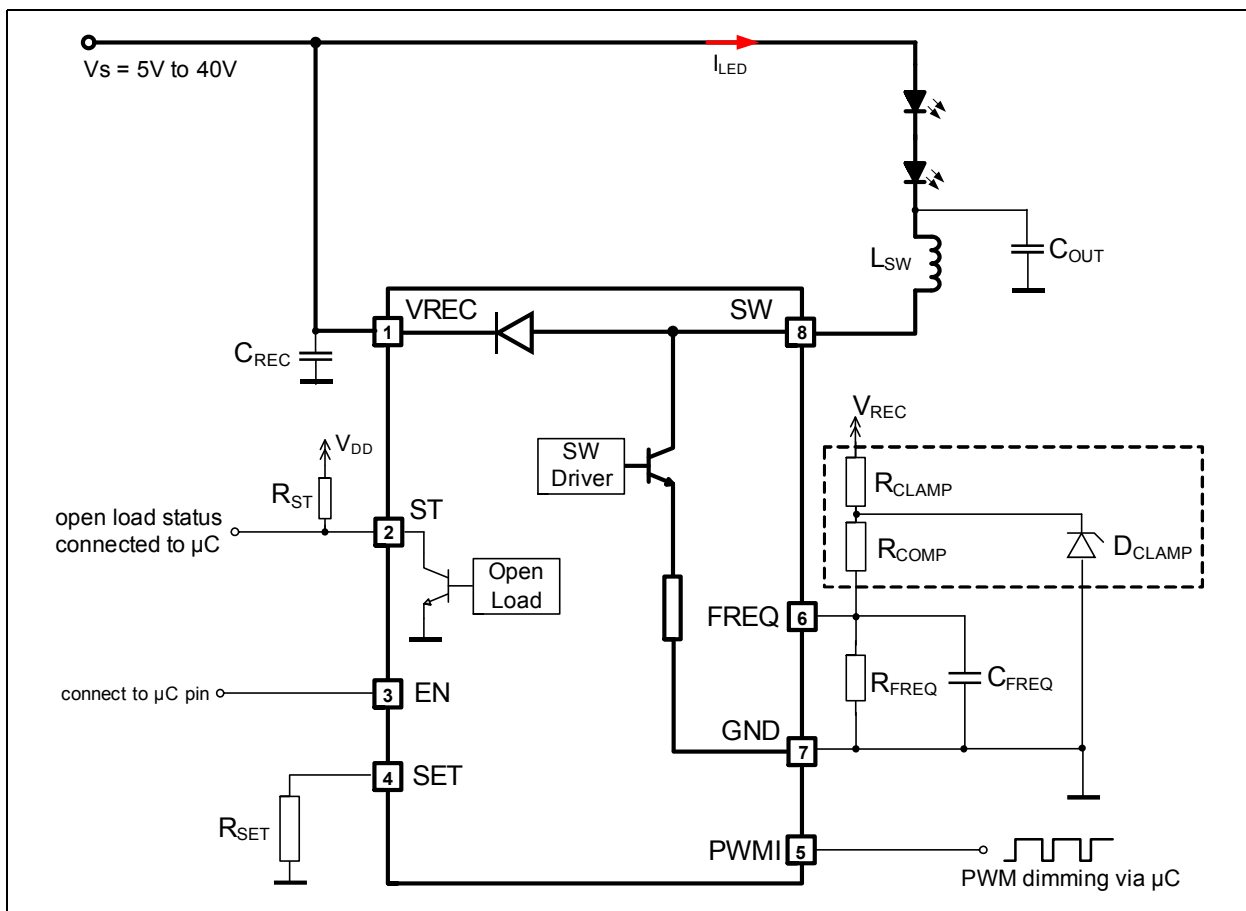 Vs = 5V to 40V
ILED
LSW
COUT
VREC
SW
1
8
CREC
VREC
VDD
SW
Driver
RCLAMP
RST
ST
open load status
connected to µC
2
RCOMP
DCLAMP
Open
Load
FREQ
6
connect to µC pin
3
EN
RFREQ
CFREQ
GND
7
4
SET
RSET
PWMI
5
PWM dimming via µC